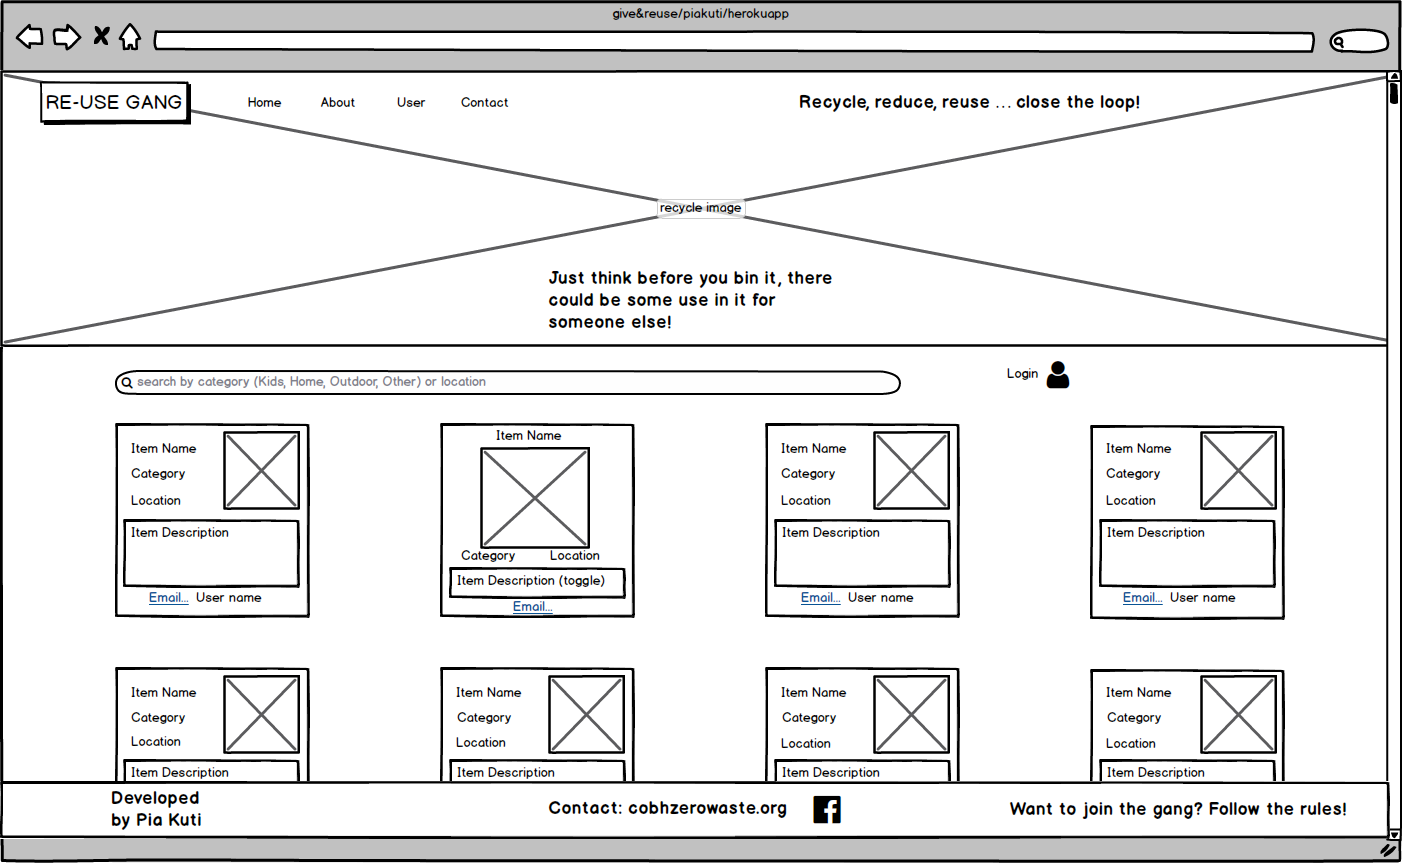 give&reuse/piakuti/herokuapp
RE-USE GANG
Home About User Contact
Recycle, reduce, reuse ... close the loop!
recycle image
Just think before you bin it, there
could be some use in it for
someone else!
search by category (Kids, Home, Outdoor, Other) or location
Login
Item Name
Category
Location
Item Description
Email... User name
Item Name
Category Location
Item Description (toggle)
Email...
Item Name
Category
Location
Item Description
Email... User name
Item Name
Category
Location
Item Description
Email... User name
Item Name
Category
Location
Item Description
Item Name
Category
Location
Item Description
Item Name
Category
Location
Item Description
Item Name
Category
Location
Item Description
Developed
by Pia Kuti
Contact: cobhzerowaste.org
Want to join the gang? Follow the rules!